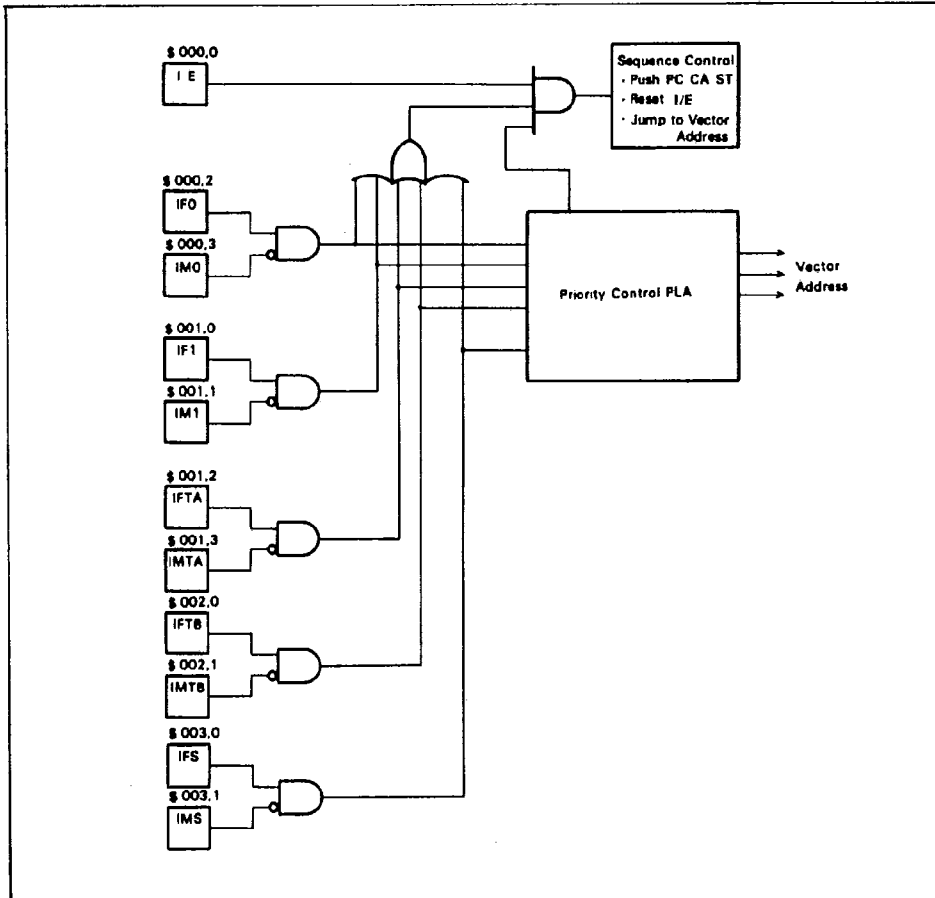 $ 000,0
I E
Sequence Control
· Push PC CA ST
· Reset I/E
· Jump to Vector
Address
$ 000,2
IF0
$ 000,3
IM0
$ 001,0
IF1
$ 001,1
IM1
$ 001,2
IFTA
$ 001,3
IMTA
$ 002,0
IFTB
$ 002,1
IMTB
$ 003,0
IFS
$ 003,1
IMS
Priority Control PLA
Vector
Address